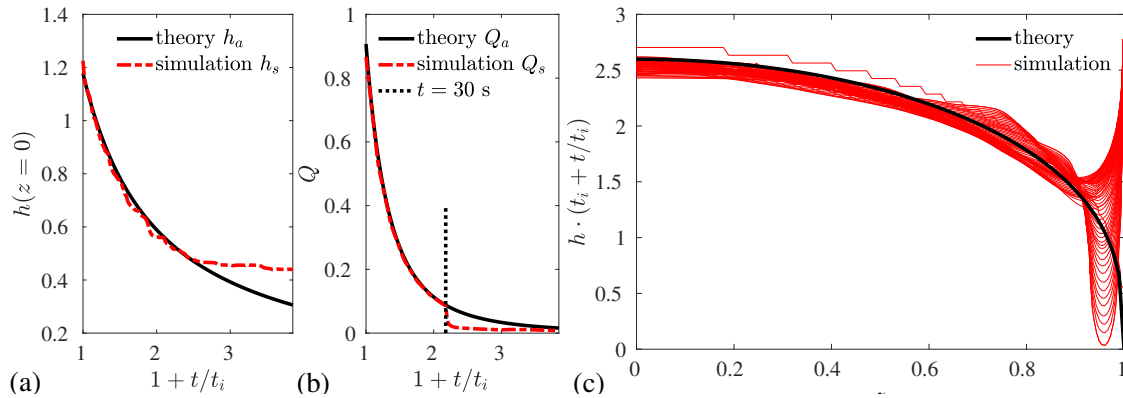 1.4
1.2
1
0.8
0.6
0.4
0.2
h(z = 0)
theory h_a
simulation h_s
1 2 3
1 + t/t_i
(a)
1
0.8
0.6
0.4
0.2
0
Q
theory Q_a
simulation Q_s
t = 30 s
1 2 3
1 + t/t_i
(b)
3
2.5
2
1.5
1
0.5
0
h · (t_i + t/t_i)
theory
simulation
0 0.2 0.4 0.6 0.8 1
(c)